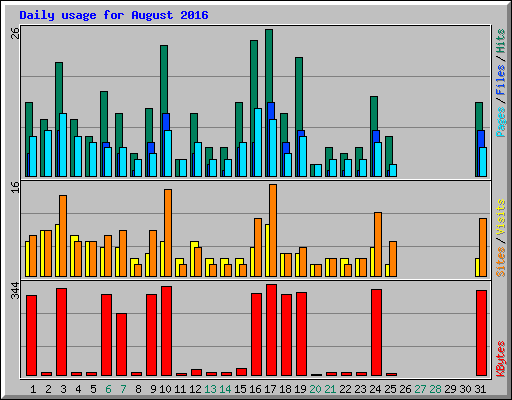 Daily usage for August 2016
26
Pages / Files / Hits
16
Sites / Visits
344
KBytes
1 2 3 4 5 6 7 8 9 10 11 12 13 14 15 16 17 18 19 20 21 22 23 24 25 26 27 28 29 30 31